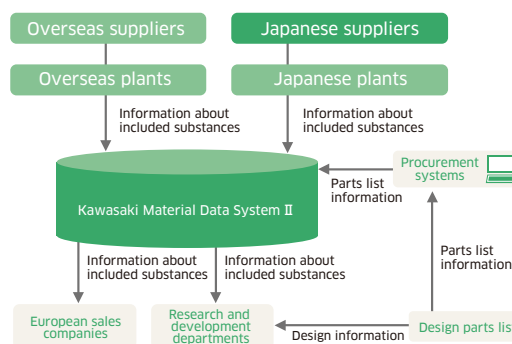 Overseas suppliers
Japanese suppliers
Overseas plants
Japanese plants
Information about
included substances
Information about
included substances
Procurement
systems
Parts list
information
Kawasaki Material Data System Ⅱ
Parts list
information
Information about
included substances
Information about
included substances
European sales
companies
Research and
development
departments
Design information
Design parts list